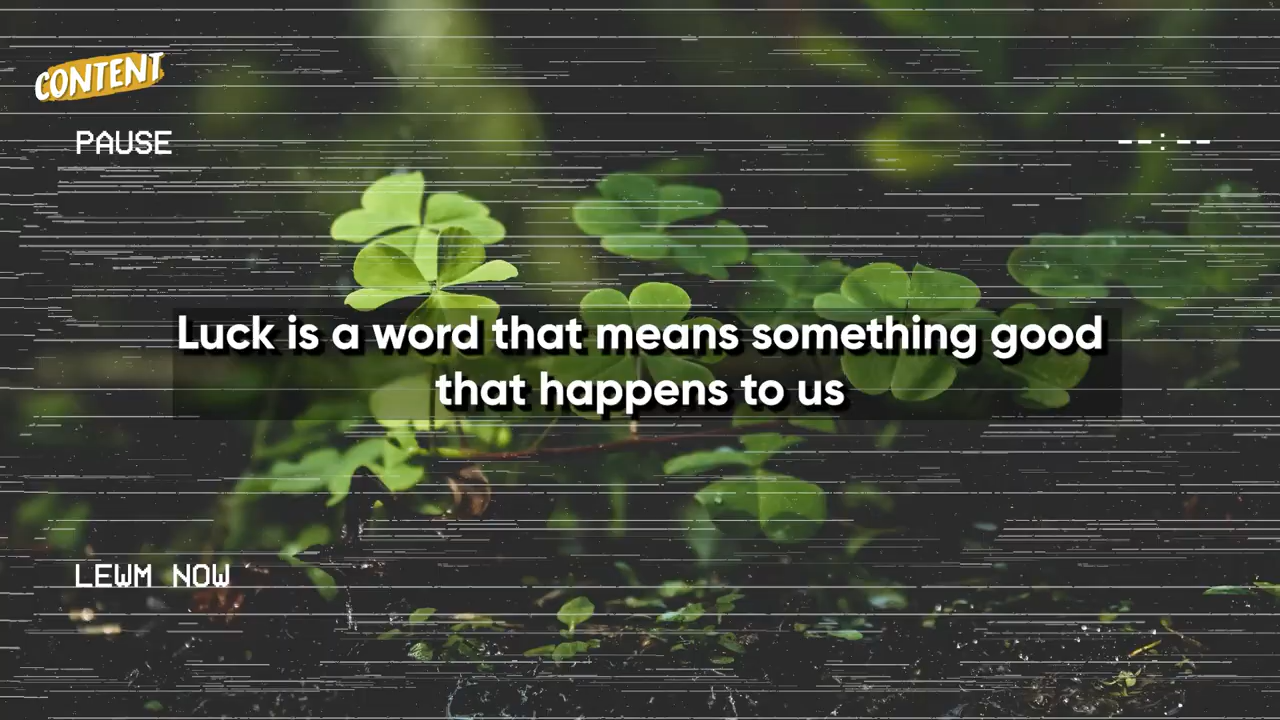 CONTENT
PAUSE
--:--
Luck is a word that means something good
that happens to us
LEWM NOW